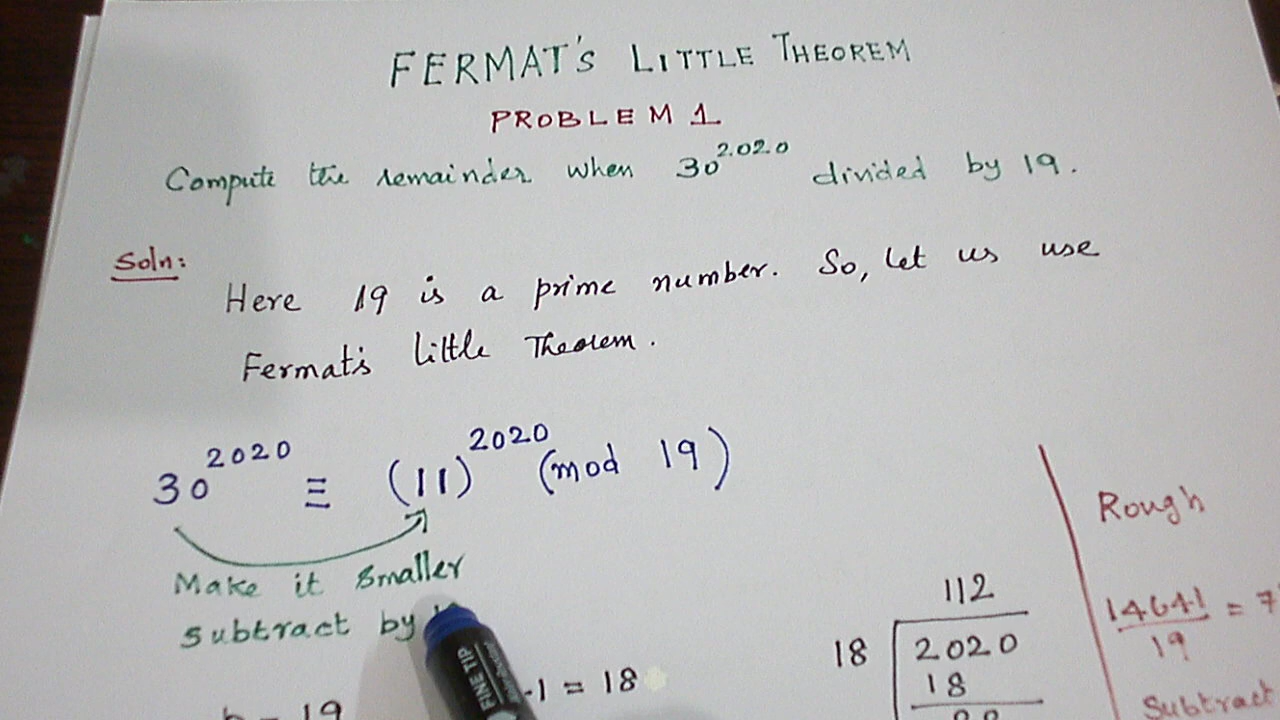 FERMAT'S LITTLE THEOREM
PROBLEM 1
Compute the remainder when 30^2020 divided by 19.
Soln:
Here 19 is a prime number. So, let us use
Fermat's little Theorem.
30^2020 ≡ (11)^2020 (mod 19)
Make it smaller
subtract by
-1 = 18
19
112
18 2020
18
Rough
14641/19 = 7
Subtract
FINE TIP